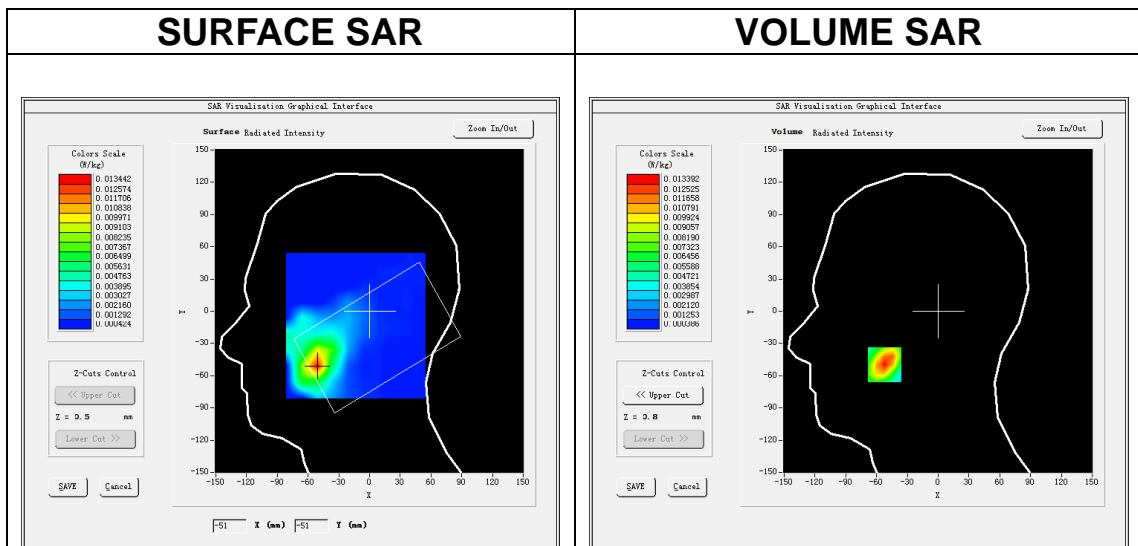 SURFACE SAR
VOLUME SAR
SAR Visualisation Graphical Interface
Surface Radiated Intensity
Zoom In/Out
Colors Scale
(W/kg)
0.013442
0.012574
0.011706
0.010838
0.009971
0.009103
0.008235
0.007367
0.006499
0.005631
0.004763
0.003895
0.003027
0.002160
0.001292
0.000424
Z-Cuts Control
<< Upper Cut
Z = 0.5 mm
Lower Cut >>
SAVE
Cancel
150
120
90
60
30
0
-30
-60
-90
-120
-150
Y
-150 -120 -90 -60 -30 0 30 60 90 120 150
X
-51 X (mm) -51 Y (mm)
SAR Visualisation Graphical Interface
Volume Radiated Intensity
Zoom In/Out
Colors Scale
(W/kg)
0.013392
0.012525
0.011658
0.010791
0.009924
0.009057
0.008190
0.007323
0.006456
0.005588
0.004721
0.003854
0.002987
0.002120
0.001253
0.000386
Z-Cuts Control
<< Upper Cut
Z = 0.8 mm
Lower Cut >>
SAVE
Cancel
150
120
90
60
30
0
-30
-60
-90
-120
-150
Y
-150 -120 -90 -60 -30 0 30 60 90 120 150
X